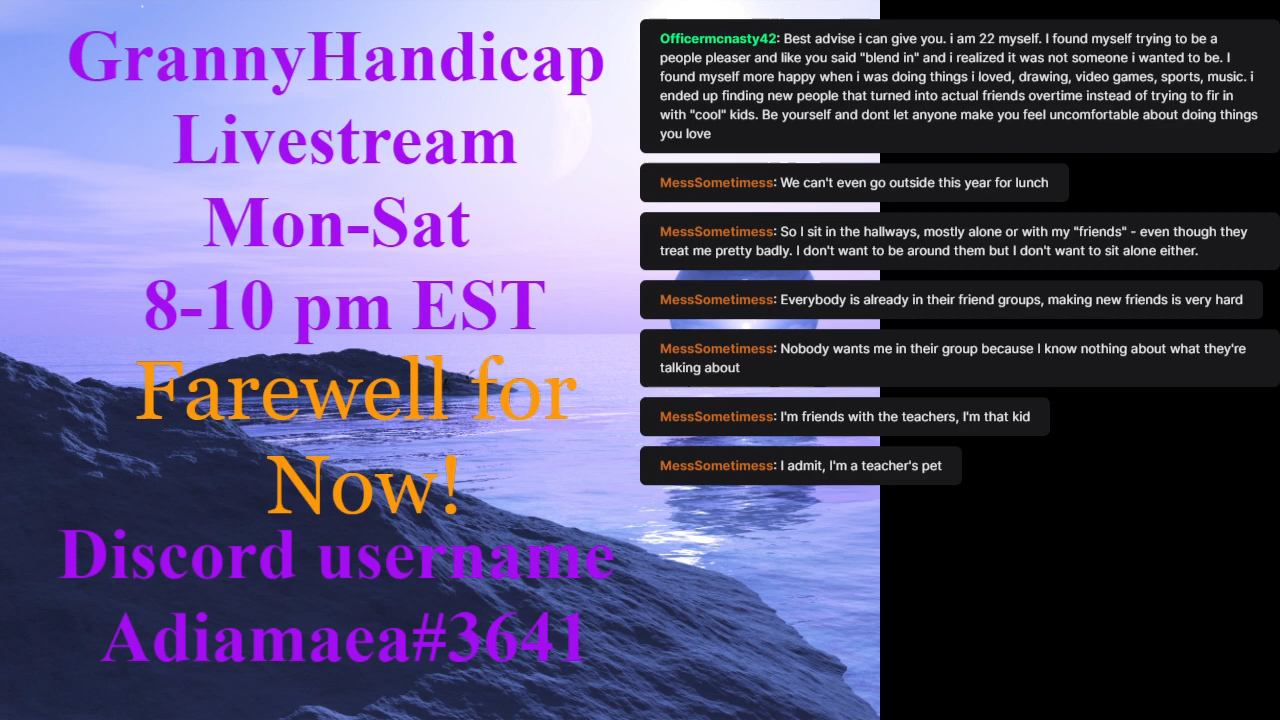 GrannyHandicap
Livestream
Mon-Sat
8-10 pm EST
Farewell for
Now!
Discord username
Adiamaea#3641
Officermcnasty42: Best advise i can give you. i am 22 myself. I found myself trying to be a
people pleaser and like you said "blend in" and i realized it was not someone i wanted to be. I
found myself more happy when i was doing things i loved, drawing, video games, sports, music. i
ended up finding new people that turned into actual friends overtime instead of trying to fir in
with "cool" kids. Be yourself and dont let anyone make you feel uncomfortable about doing things
you love
MessSometimess: We can't even go outside this year for lunch
MessSometimess: So I sit in the hallways, mostly alone or with my "friends" - even though they
treat me pretty badly. I don't want to be around them but I don't want to sit alone either.
MessSometimess: Everybody is already in their friend groups, making new friends is very hard
MessSometimess: Nobody wants me in their group because I know nothing about what they're
talking about
MessSometimess: I'm friends with the teachers, I'm that kid
MessSometimess: I admit, I'm a teacher's pet